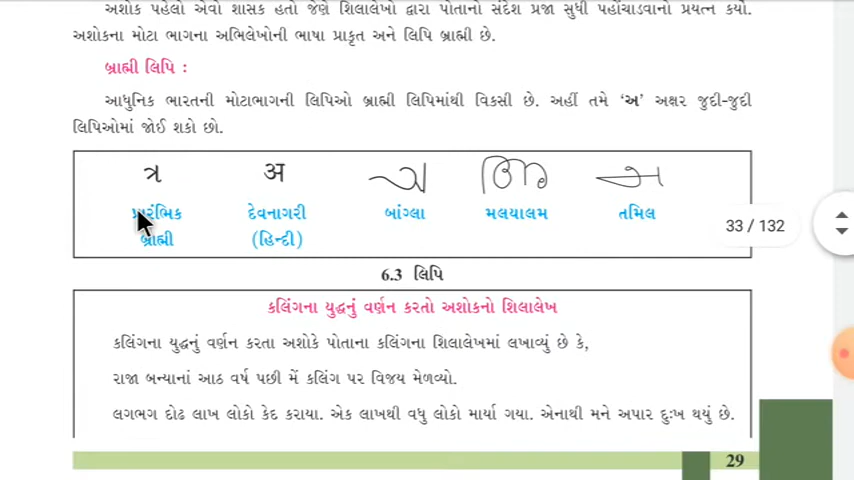 અશોક પહેલો એવો શાસક હતો જેણે શિલાલેખો દ્વારા પોતાનો સંદેશ પ્રજા સુધી પહોંચાડવાનો પ્રયત્ન કર્યો.
અશોકના મોટા ભાગના અભિલેખોની ભાષા પ્રાકૃત અને લિપિ બ્રાહ્મી છે.
બ્રાહ્મી લિપિ :
આધુનિક ભારતની મોટાભાગની લિપિઓ બ્રાહ્મી લિપિમાંથી વિકસી છે. અહીં તમે ‘અ’ અક્ષર જુદી-જુદી
લિપિઓમાં જોઈ શકો છો.
त्र अ অ അ
પ્રારંભિક દેવનાગરી બાંગ્લા મલયાલમ તમિલ
બ્રાહ્મી (હિન્દી)
33 / 132
6.3 લિપિ
કલિંગના યુદ્ધનું વર્ણન કરતો અશોકનો શિલાલેખ
કલિંગના યુદ્ધનું વર્ણન કરતા અશોકે પોતાના કલિંગના શિલાલેખમાં લખાવ્યું છે કે,
રાજા બન્યાનાં આઠ વર્ષ પછી મેં કલિંગ પર વિજય મેળવ્યો.
લગભગ દોઢ લાખ લોકો કેદ કરાયા. એક લાખથી વધુ લોકો માર્યા ગયા. એનાથી મને અપાર દુઃખ થયું છે.
29